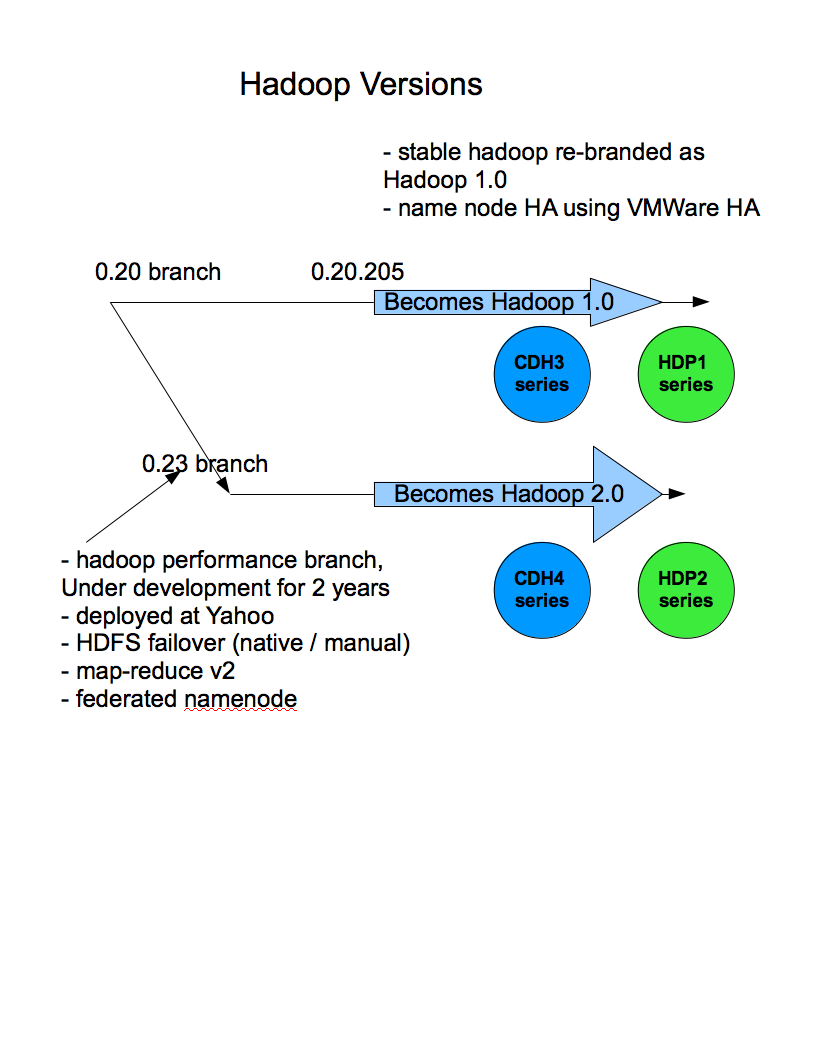 Hadoop Versions
- stable hadoop re-branded as
Hadoop 1.0
- name node HA using VMWare HA
0.20 branch
0.20.205
Becomes Hadoop 1.0
CDH3
series
HDP1
series
0.23 branch
Becomes Hadoop 2.0
CDH4
series
HDP2
series
- hadoop performance branch,
Under development for 2 years
- deployed at Yahoo
- HDFS failover (native / manual)
- map-reduce v2
- federated namenode